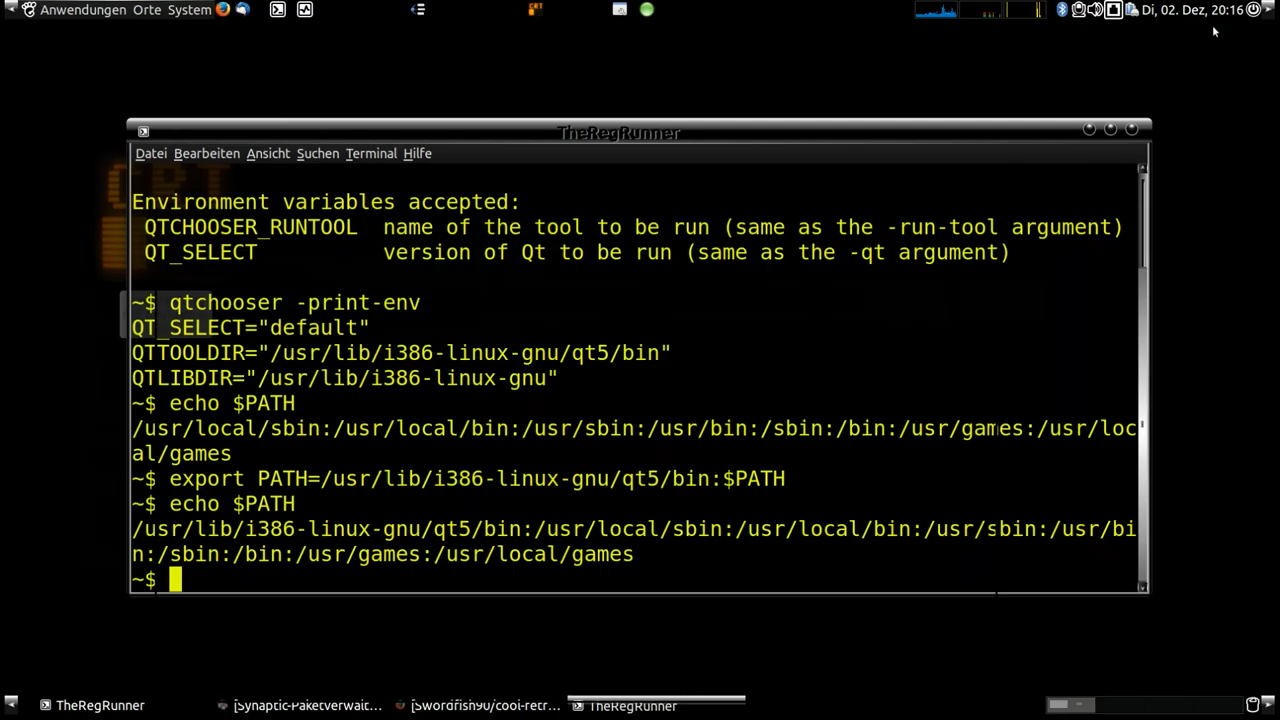 Anwendungen Orte System
Di, 02. Dez, 20:16
TheRegRunner
Datei Bearbeiten Ansicht Suchen Terminal Hilfe
Environment variables accepted:
QTCHOOSER_RUNTOOL name of the tool to be run (same as the -run-tool argument)
QT_SELECT version of Qt to be run (same as the -qt argument)
~$ qtchooser -print-env
QT_SELECT="default"
QTTOOLDIR="/usr/lib/i386-linux-gnu/qt5/bin"
QTLIBDIR="/usr/lib/i386-linux-gnu"
~$ echo $PATH
/usr/local/sbin:/usr/local/bin:/usr/sbin:/usr/bin:/sbin:/bin:/usr/games:/usr/loc
al/games
~$ export PATH=/usr/lib/i386-linux-gnu/qt5/bin:$PATH
~$ echo $PATH
/usr/lib/i386-linux-gnu/qt5/bin:/usr/local/sbin:/usr/local/bin:/usr/sbin:/usr/bi
n:/sbin:/bin:/usr/games:/usr/local/games
~$
TheRegRunner [Synaptic-Paketverwait... [Swordfish90/cool-retr... TheRegRunner